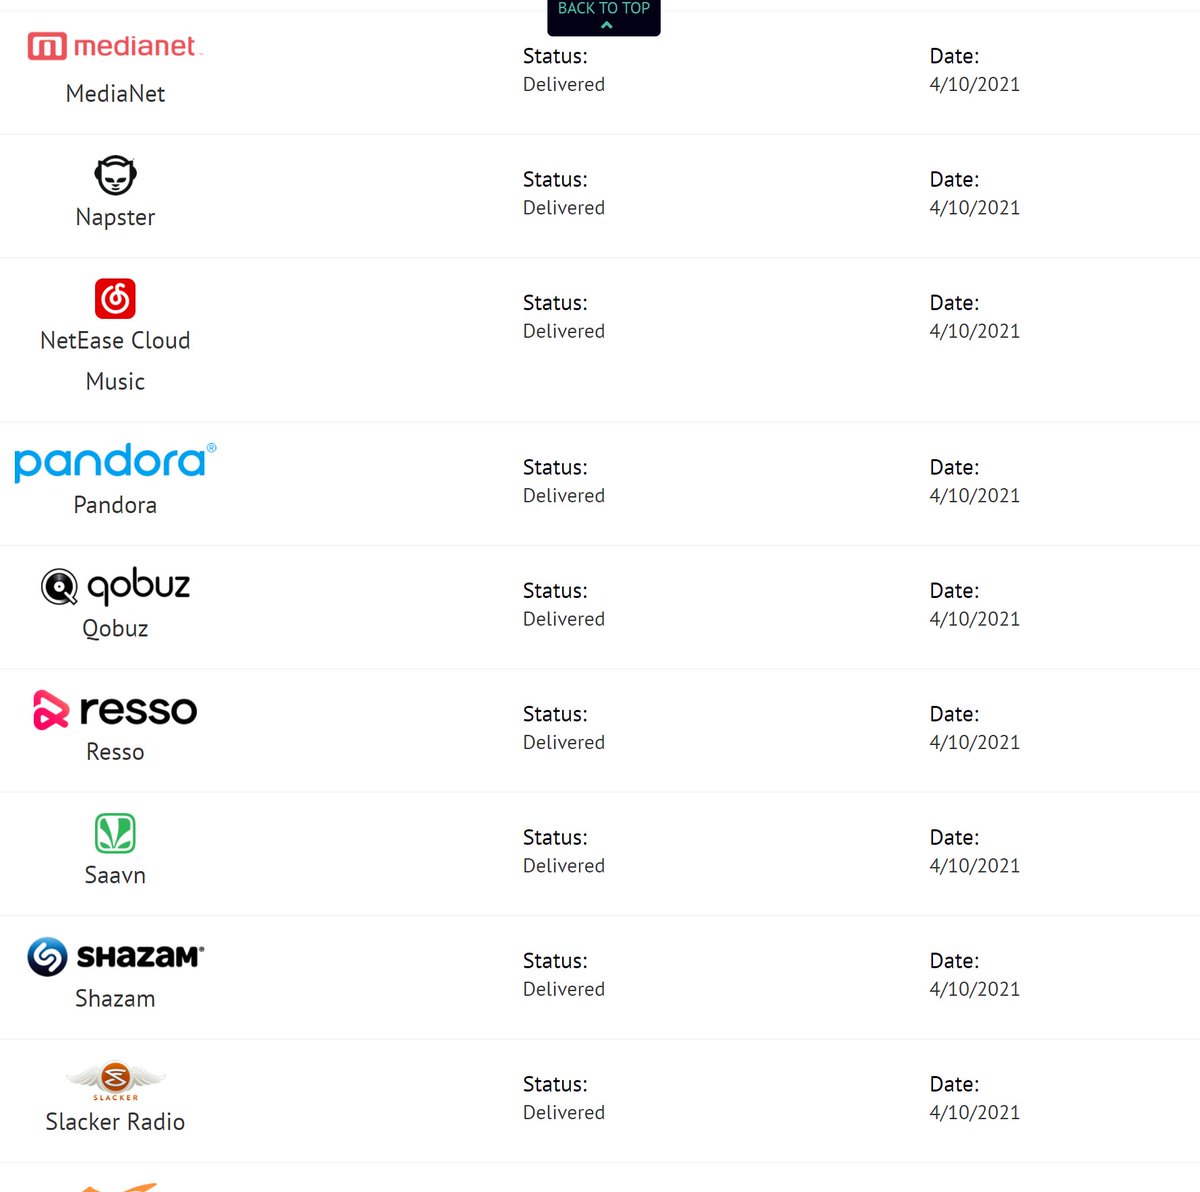 BACK TO TOP
medianet
MediaNet
Status:
Delivered
Date:
4/10/2021
Napster
Status:
Delivered
Date:
4/10/2021
NetEase Cloud
Music
Status:
Delivered
Date:
4/10/2021
pandora®
Pandora
Status:
Delivered
Date:
4/10/2021
qobuz
Qobuz
Status:
Delivered
Date:
4/10/2021
resso
Resso
Status:
Delivered
Date:
4/10/2021
Saavn
Status:
Delivered
Date:
4/10/2021
SHAZAM®
Shazam
Status:
Delivered
Date:
4/10/2021
SLACKER
Slacker Radio
Status:
Delivered
Date:
4/10/2021